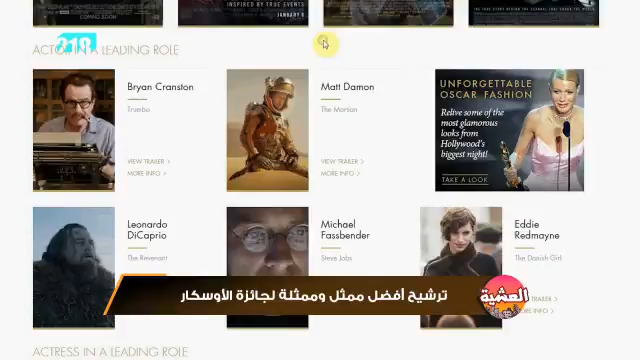 COMING SOON
INSPIRED BY TRUE EVENTS
JANUARY 8
218
ACTOR IN A LEADING ROLE
Bryan Cranston
Trumbo
VIEW TRAILER >
MORE INFO >
Matt Damon
The Martian
VIEW TRAILER >
MORE INFO >
UNFORGETTABLE
OSCAR FASHION
Relive some of the
most glamorous
looks from
Hollywood's
biggest night!
TAKE A LOOK
Leonardo
DiCaprio
The Revenant
Michael
Fassbender
Steve Jobs
Eddie
Redmayne
The Danish Girl
TRAILER >
MORE INFO >
ترشيح أفضل ممثل وممثلة لجائزة الأوسكار
العشية
ACTRESS IN A LEADING ROLE